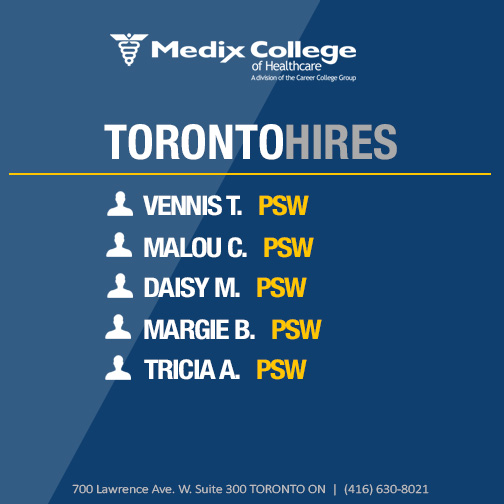 Medix College
of Healthcare
A division of the Career College Group
TORONTOHIRES
VENNIS T. PSW
MALOU C. PSW
DAISY M. PSW
MARGIE B. PSW
TRICIA A. PSW
700 Lawrence Ave. W. Suite 300 TORONTO ON | (416) 630-8021